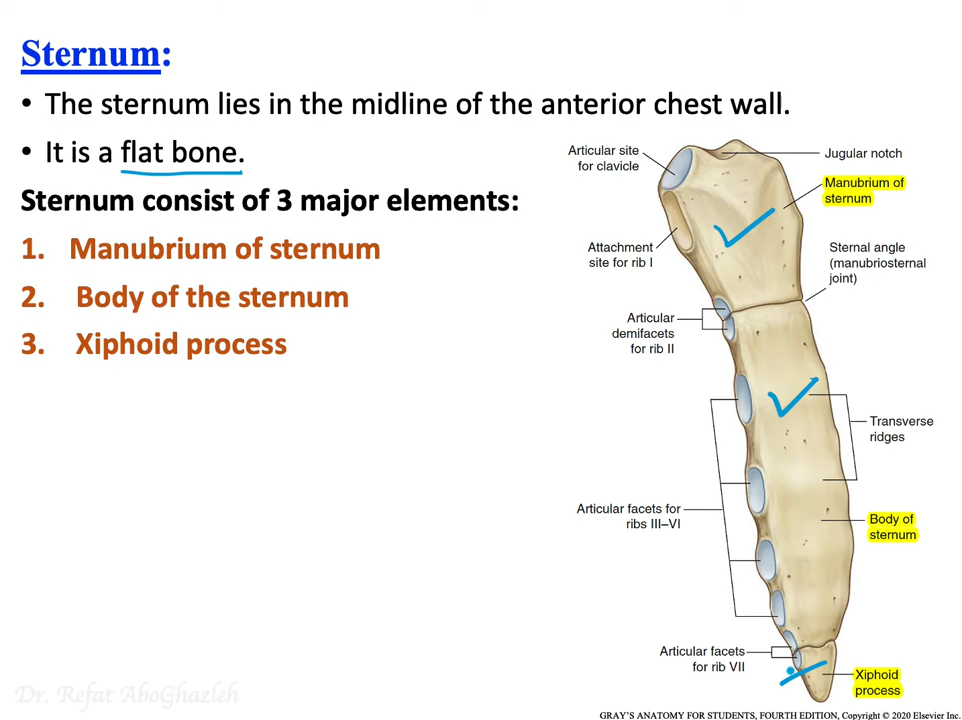 Sternum:
• The sternum lies in the midline of the anterior chest wall.
• It is a flat bone.
Sternum consist of 3 major elements:
1. Manubrium of sternum
2. Body of the sternum
3. Xiphoid process
Articular site
for clavicle
Jugular notch
Manubrium of
sternum
Attachment
site for rib I
Sternal angle
(manubriosternal
joint)
Articular
demifacets
for rib II
Transverse
ridges
Articular facets for
ribs III–VI
Body of
sternum
Articular facets
for rib VII
Xiphoid
process
Dr. Refat AboGhazleh
GRAY'S ANATOMY FOR STUDENTS, FOURTH EDITION, Copyright © 2020 Elsevier Inc.